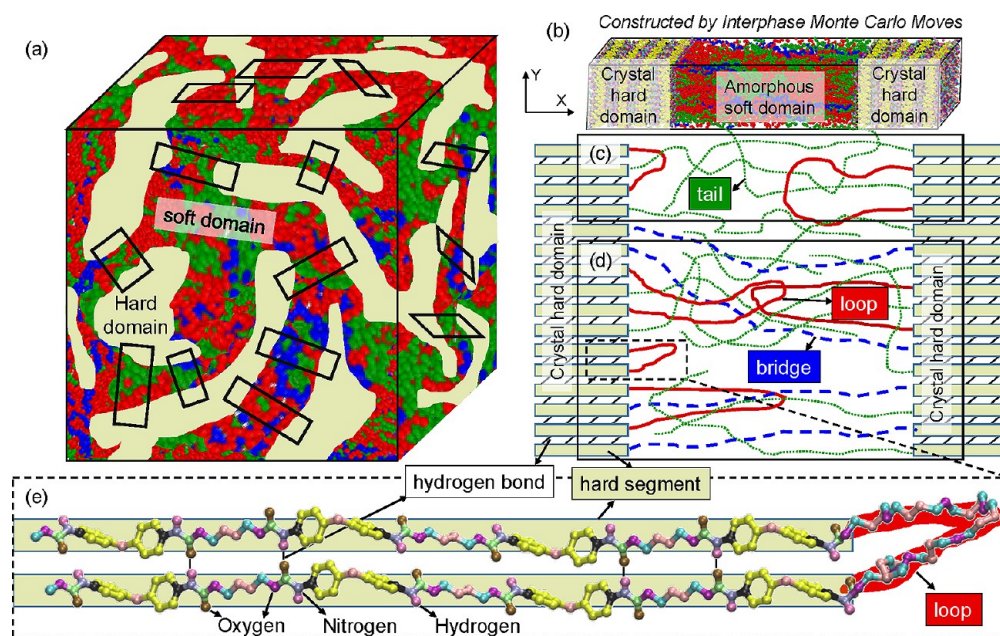 Constructed by Interphase Monte Carlo Moves
(a)
(b)
Y
X
Crystal
hard
domain
Amorphous
soft domain
Crystal
hard
domain
(c)
tail
soft domain
Hard
domain
Crystal hard domain
(d)
loop
bridge
Crystal hard domain
hydrogen bond
hard segment
(e)
Oxygen
Nitrogen
Hydrogen
loop